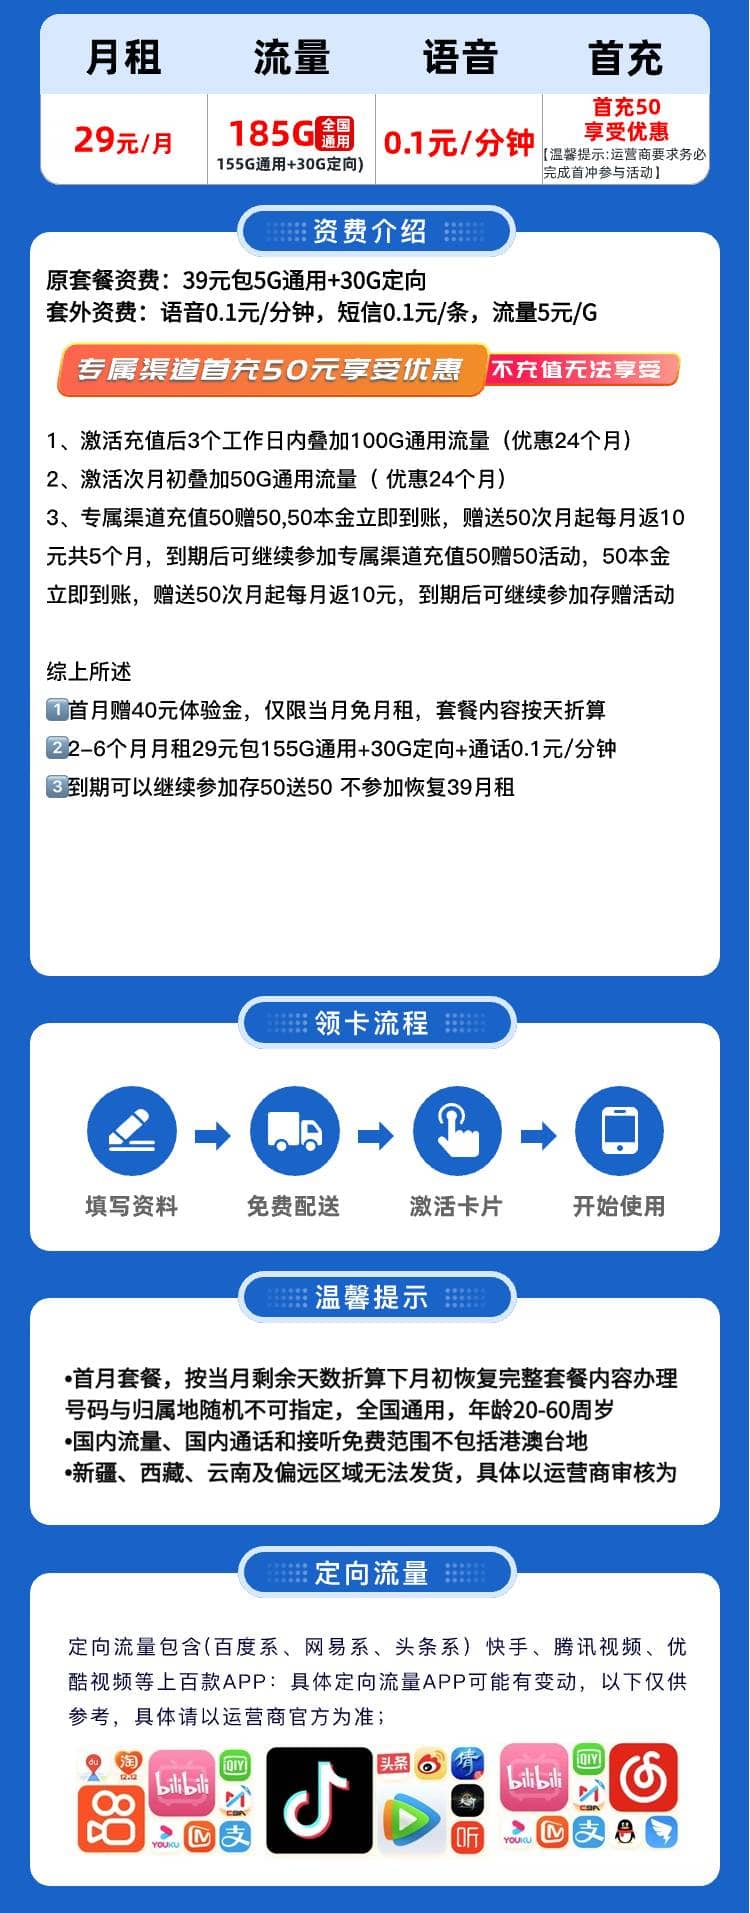 月租 流量 语音 首充
29元/月
185G全国通用
155G通用+30G定向)
0.1元/分钟
首充50
享受优惠
【温馨提示:运营商要求务必
完成首冲参与活动】
资费介绍
原套餐资费：39元包5G通用+30G定向
套外资费：语音0.1元/分钟，短信0.1元/条，流量5元/G
专属渠道首充50元享受优惠 不充值无法享受
1、激活充值后3个工作日内叠加100G通用流量（优惠24个月）
2、激活次月初叠加50G通用流量（ 优惠24个月）
3、专属渠道充值50赠50,50本金立即到账，赠送50次月起每月返10
元共5个月，到期后可继续参加专属渠道充值50赠50活动，50本金
立即到账，赠送50次月起每月返10元，到期后可继续参加存赠活动
综上所述
1首月赠40元体验金，仅限当月免月租，套餐内容按天折算
2 2–6个月月租29元包155G通用+30G定向+通话0.1元/分钟
3到期可以继续参加存50送50 不参加恢复39月租
领卡流程
填写资料 免费配送 激活卡片 开始使用
温馨提示
•首月套餐，按当月剩余天数折算下月初恢复完整套餐内容办理
号码与归属地随机不可指定，全国通用，年龄20-60周岁
•国内流量、国内通话和接听免费范围不包括港澳台地
•新疆、西藏、云南及偏远区域无法发货，具体以运营商审核为
定向流量
定向流量包含(百度系、网易系、头条系）快手、腾讯视频、优
酷视频等上百款APP：具体定向流量APP可能有变动，以下仅供
参考，具体请以运营商官方为准；
du 淘 12.12 bilibili QIY CBA YOUKU 支
头条 倩 听
bilibili QIY CBA YOUKU 支